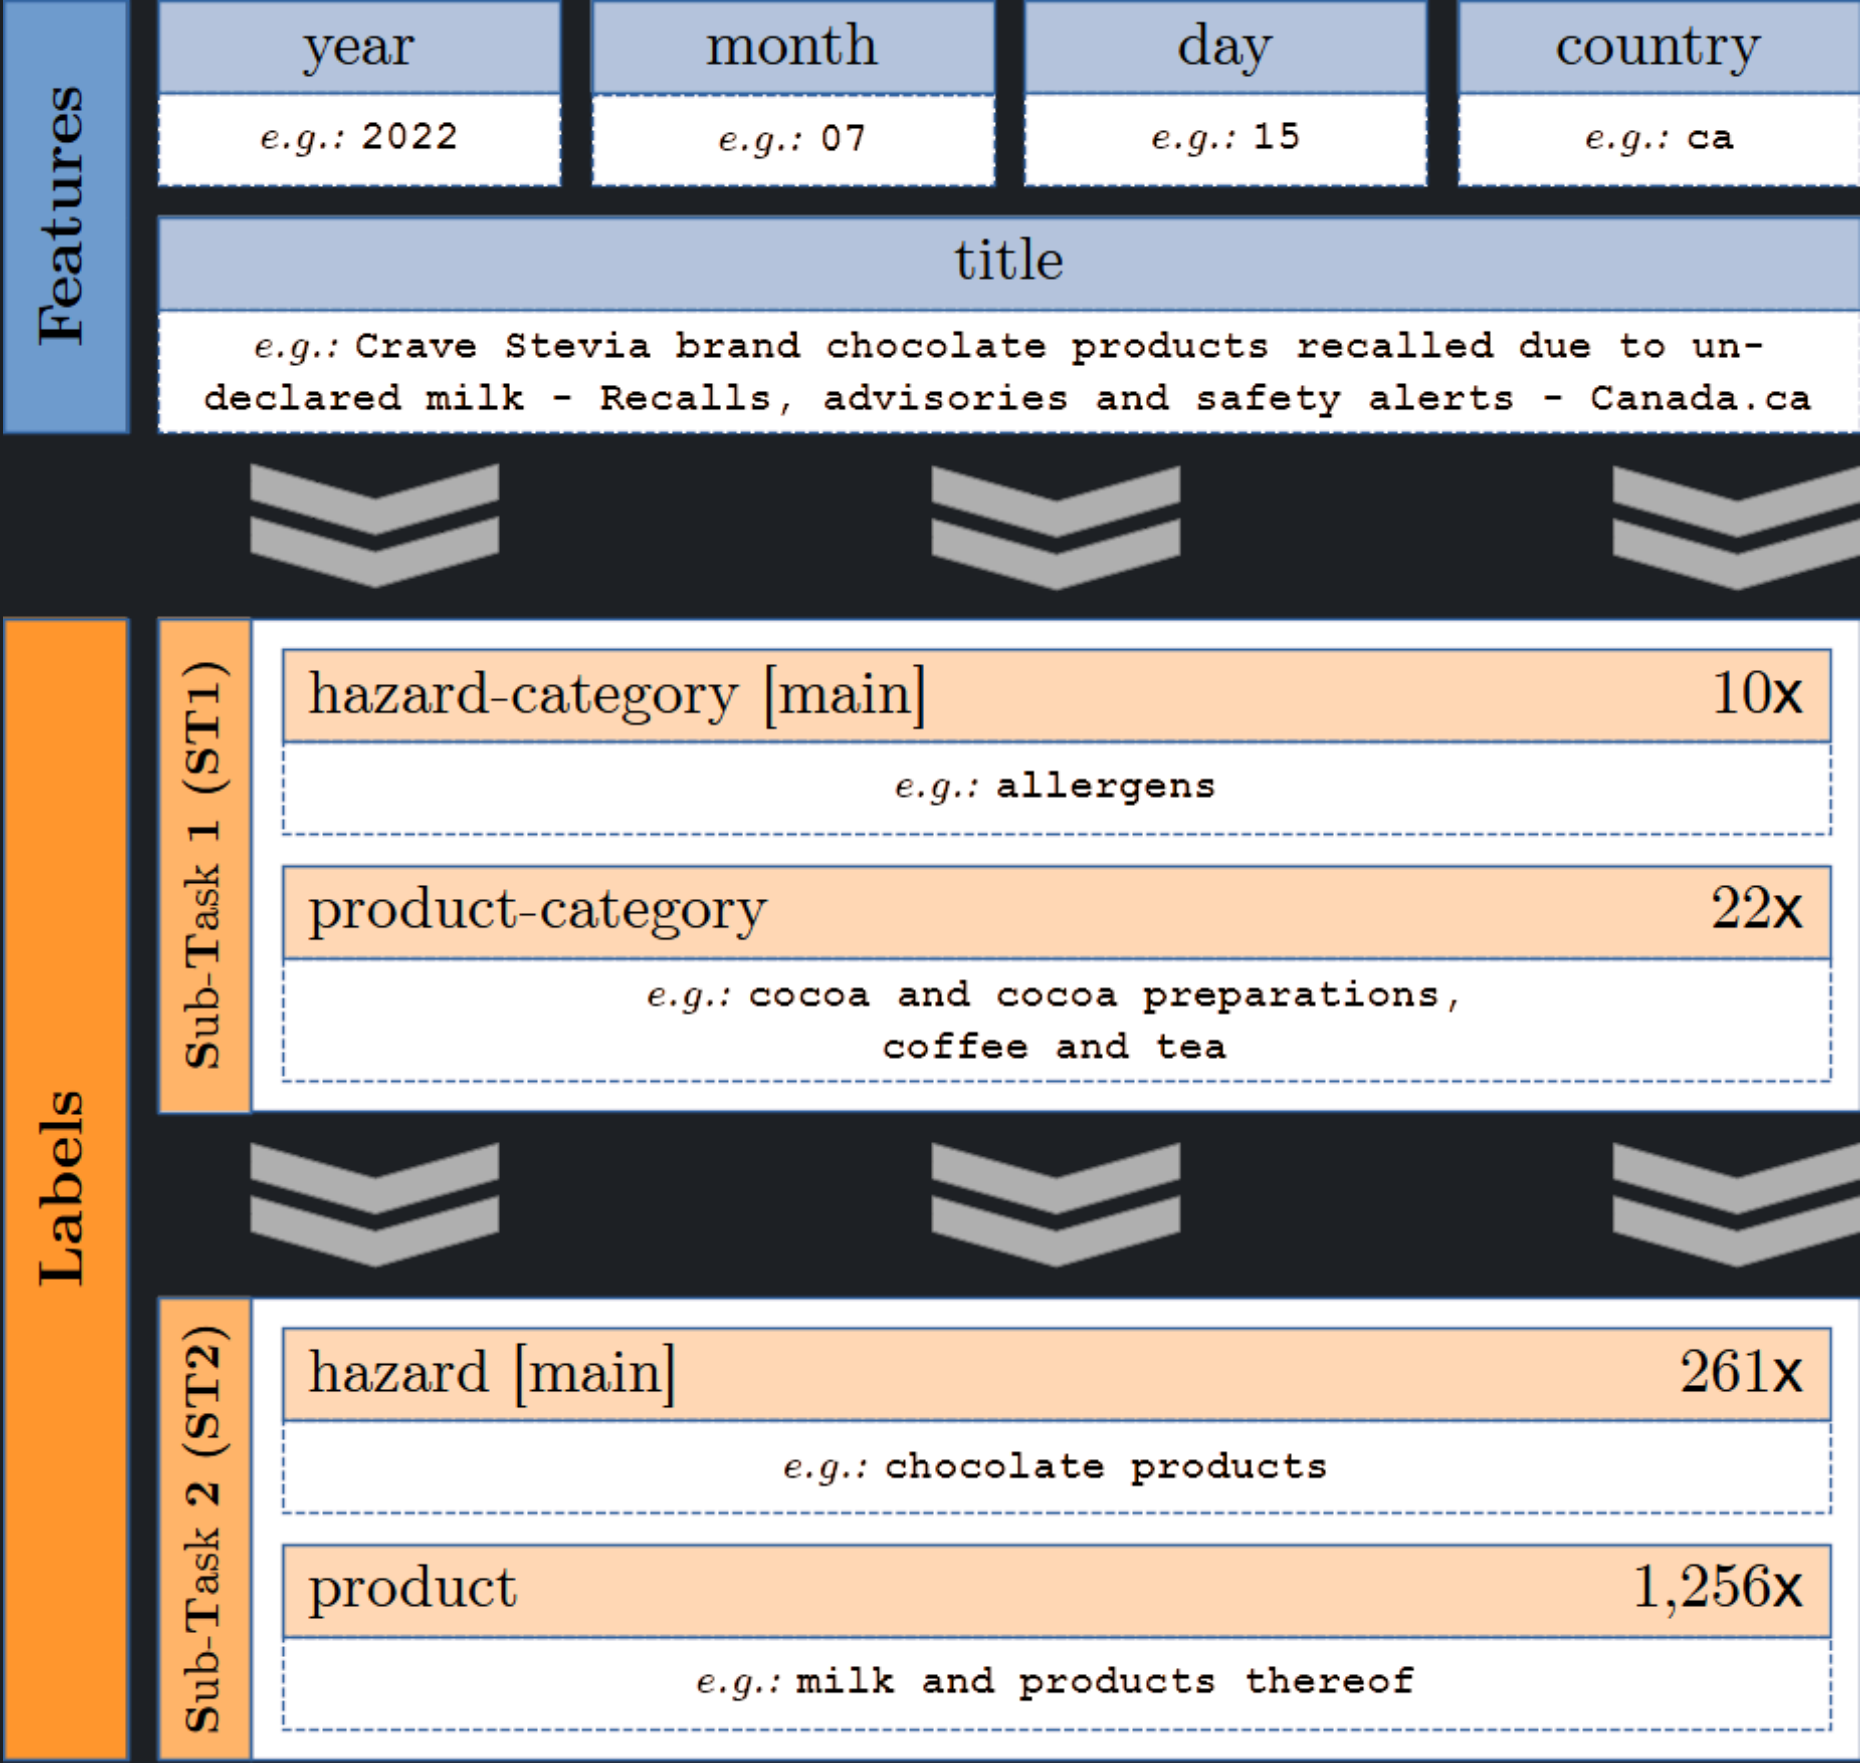 Features
year
month
day
country
e.g.: 2022
e.g.: 07
e.g.: 15
e.g.: ca
title
e.g.: Crave Stevia brand chocolate products recalled due to un-
declared milk - Recalls, advisories and safety alerts - Canada.ca
Labels
Sub-Task 1 (ST1)
hazard-category [main] 10x
e.g.: allergens
product-category 22x
e.g.: cocoa and cocoa preparations,
coffee and tea
Sub-Task 2 (ST2)
hazard [main] 261x
e.g.: chocolate products
product 1,256x
e.g.: milk and products thereof